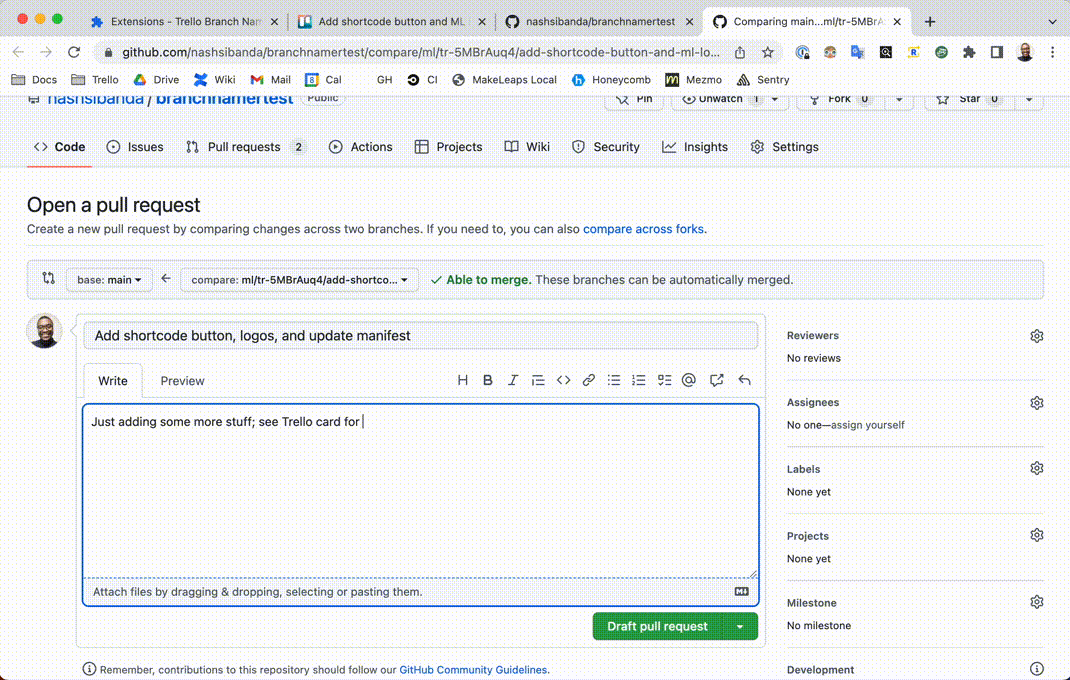 Extensions - Trello Branch Nam
Add shortcode button and ML
nashsibanda/branchnamertest
Comparing main...ml/tr-5MBrA
github.com/nashsibanda/branchnamertest/compare/ml/tr-5MBrAuq4/add-shortcode-button-and-ml-lo...
Docs Trello Drive Wiki Mail 8 Cal GH CI MakeLeaps Local Honeycomb Mezmo Sentry
nashsibanda / branchnamertest Public Pin Unwatch 1 Fork 0 Star 0
Code Issues Pull requests 2 Actions Projects Wiki Security Insights Settings
Open a pull request
Create a new pull request by comparing changes across two branches. If you need to, you can also compare across forks.
base: main compare: ml/tr-5MBrAuq4/add-shortco... Able to merge. These branches can be automatically merged.
Add shortcode button, logos, and update manifest
Write Preview
Just adding some more stuff; see Trello card for
Attach files by dragging & dropping, selecting or pasting them.
Draft pull request
Remember, contributions to this repository should follow our GitHub Community Guidelines.
Reviewers
No reviews
Assignees
No one—assign yourself
Labels
None yet
Projects
None yet
Milestone
No milestone
Development